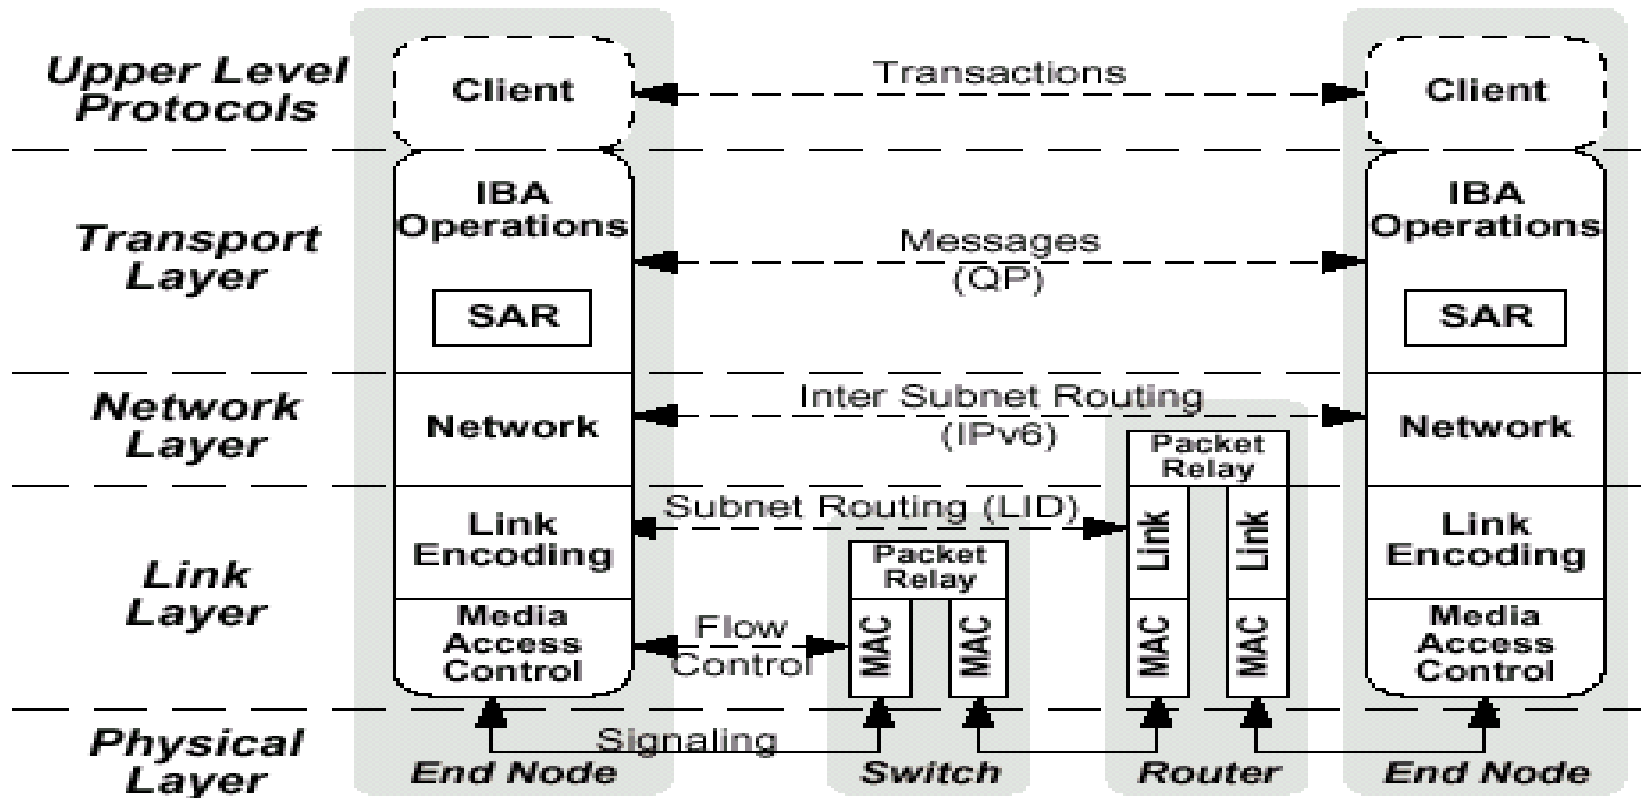 Upper Level
Protocols
Client
Transactions
Client
Transport
Layer
IBA
Operations
SAR
Messages
(QP)
IBA
Operations
SAR
Network
Layer
Network
Inter Subnet Routing
(IPv6)
Packet
Relay
Network
Link
Layer
Link
Encoding
Subnet Routing (LID)
Packet
Relay
Link
Link
Link
Encoding
Media
Access
Control
Flow
Control
MAC
MAC
MAC
MAC
Media
Access
Control
Physical
Layer
Signaling
End Node
Switch
Router
End Node